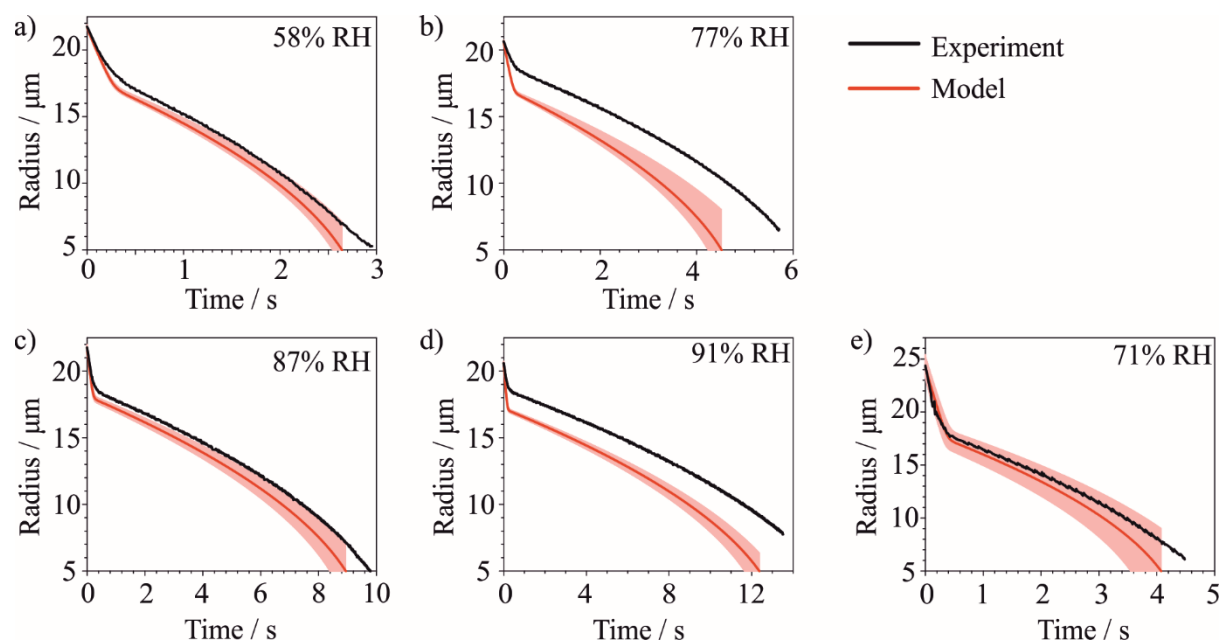 a) 58% RH
20
15
10
5
Radius / µm
0 1 2 3
Time / s
b) 77% RH
20
15
10
5
Radius / µm
0 2 4 6
Time / s
Experiment
Model
c) 87% RH
20
15
10
5
Radius / µm
0 2 4 6 8 10
Time / s
d) 91% RH
20
15
10
5
Radius / µm
0 4 8 12
Time / s
e) 71% RH
25
20
15
10
5
Radius / µm
0 1 2 3 4 5
Time / s